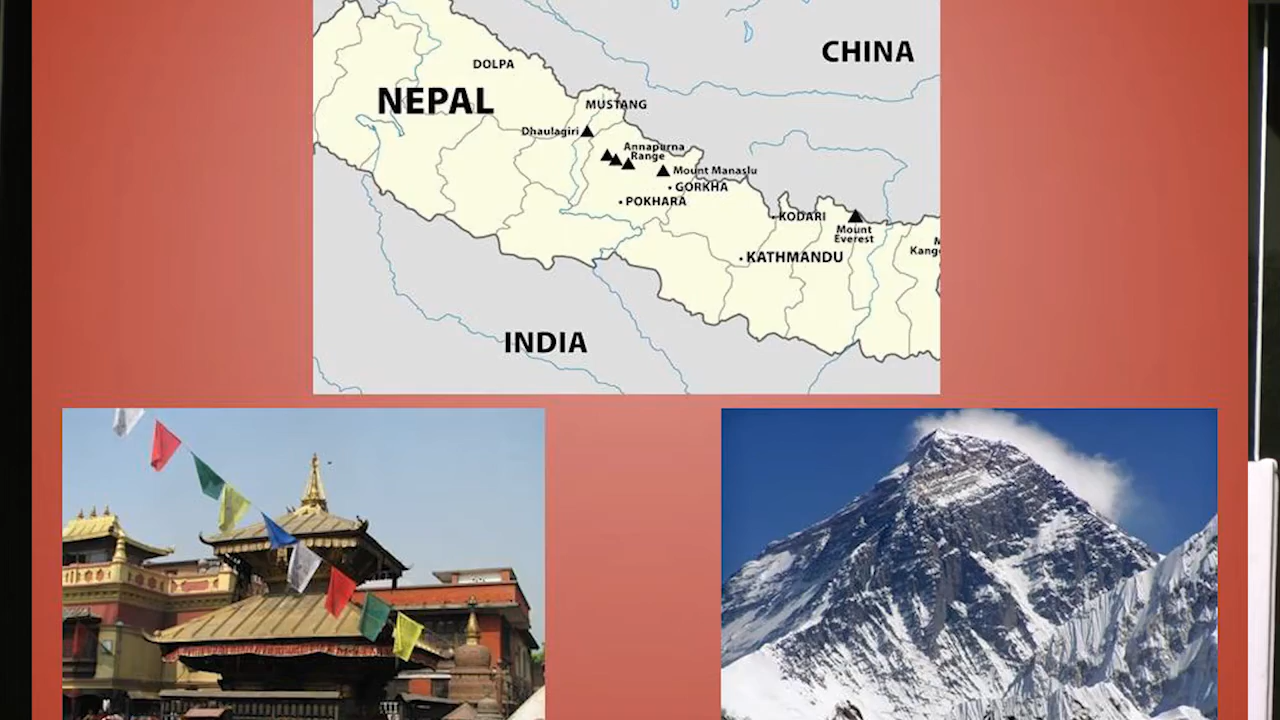 CHINA
DOLPA
NEPAL
MUSTANG
Dhaulagiri
Annapurna
Range
Mount Manaslu
• GORKHA
• POKHARA
KODARI
Mount
Everest
• KATHMANDU
INDIA